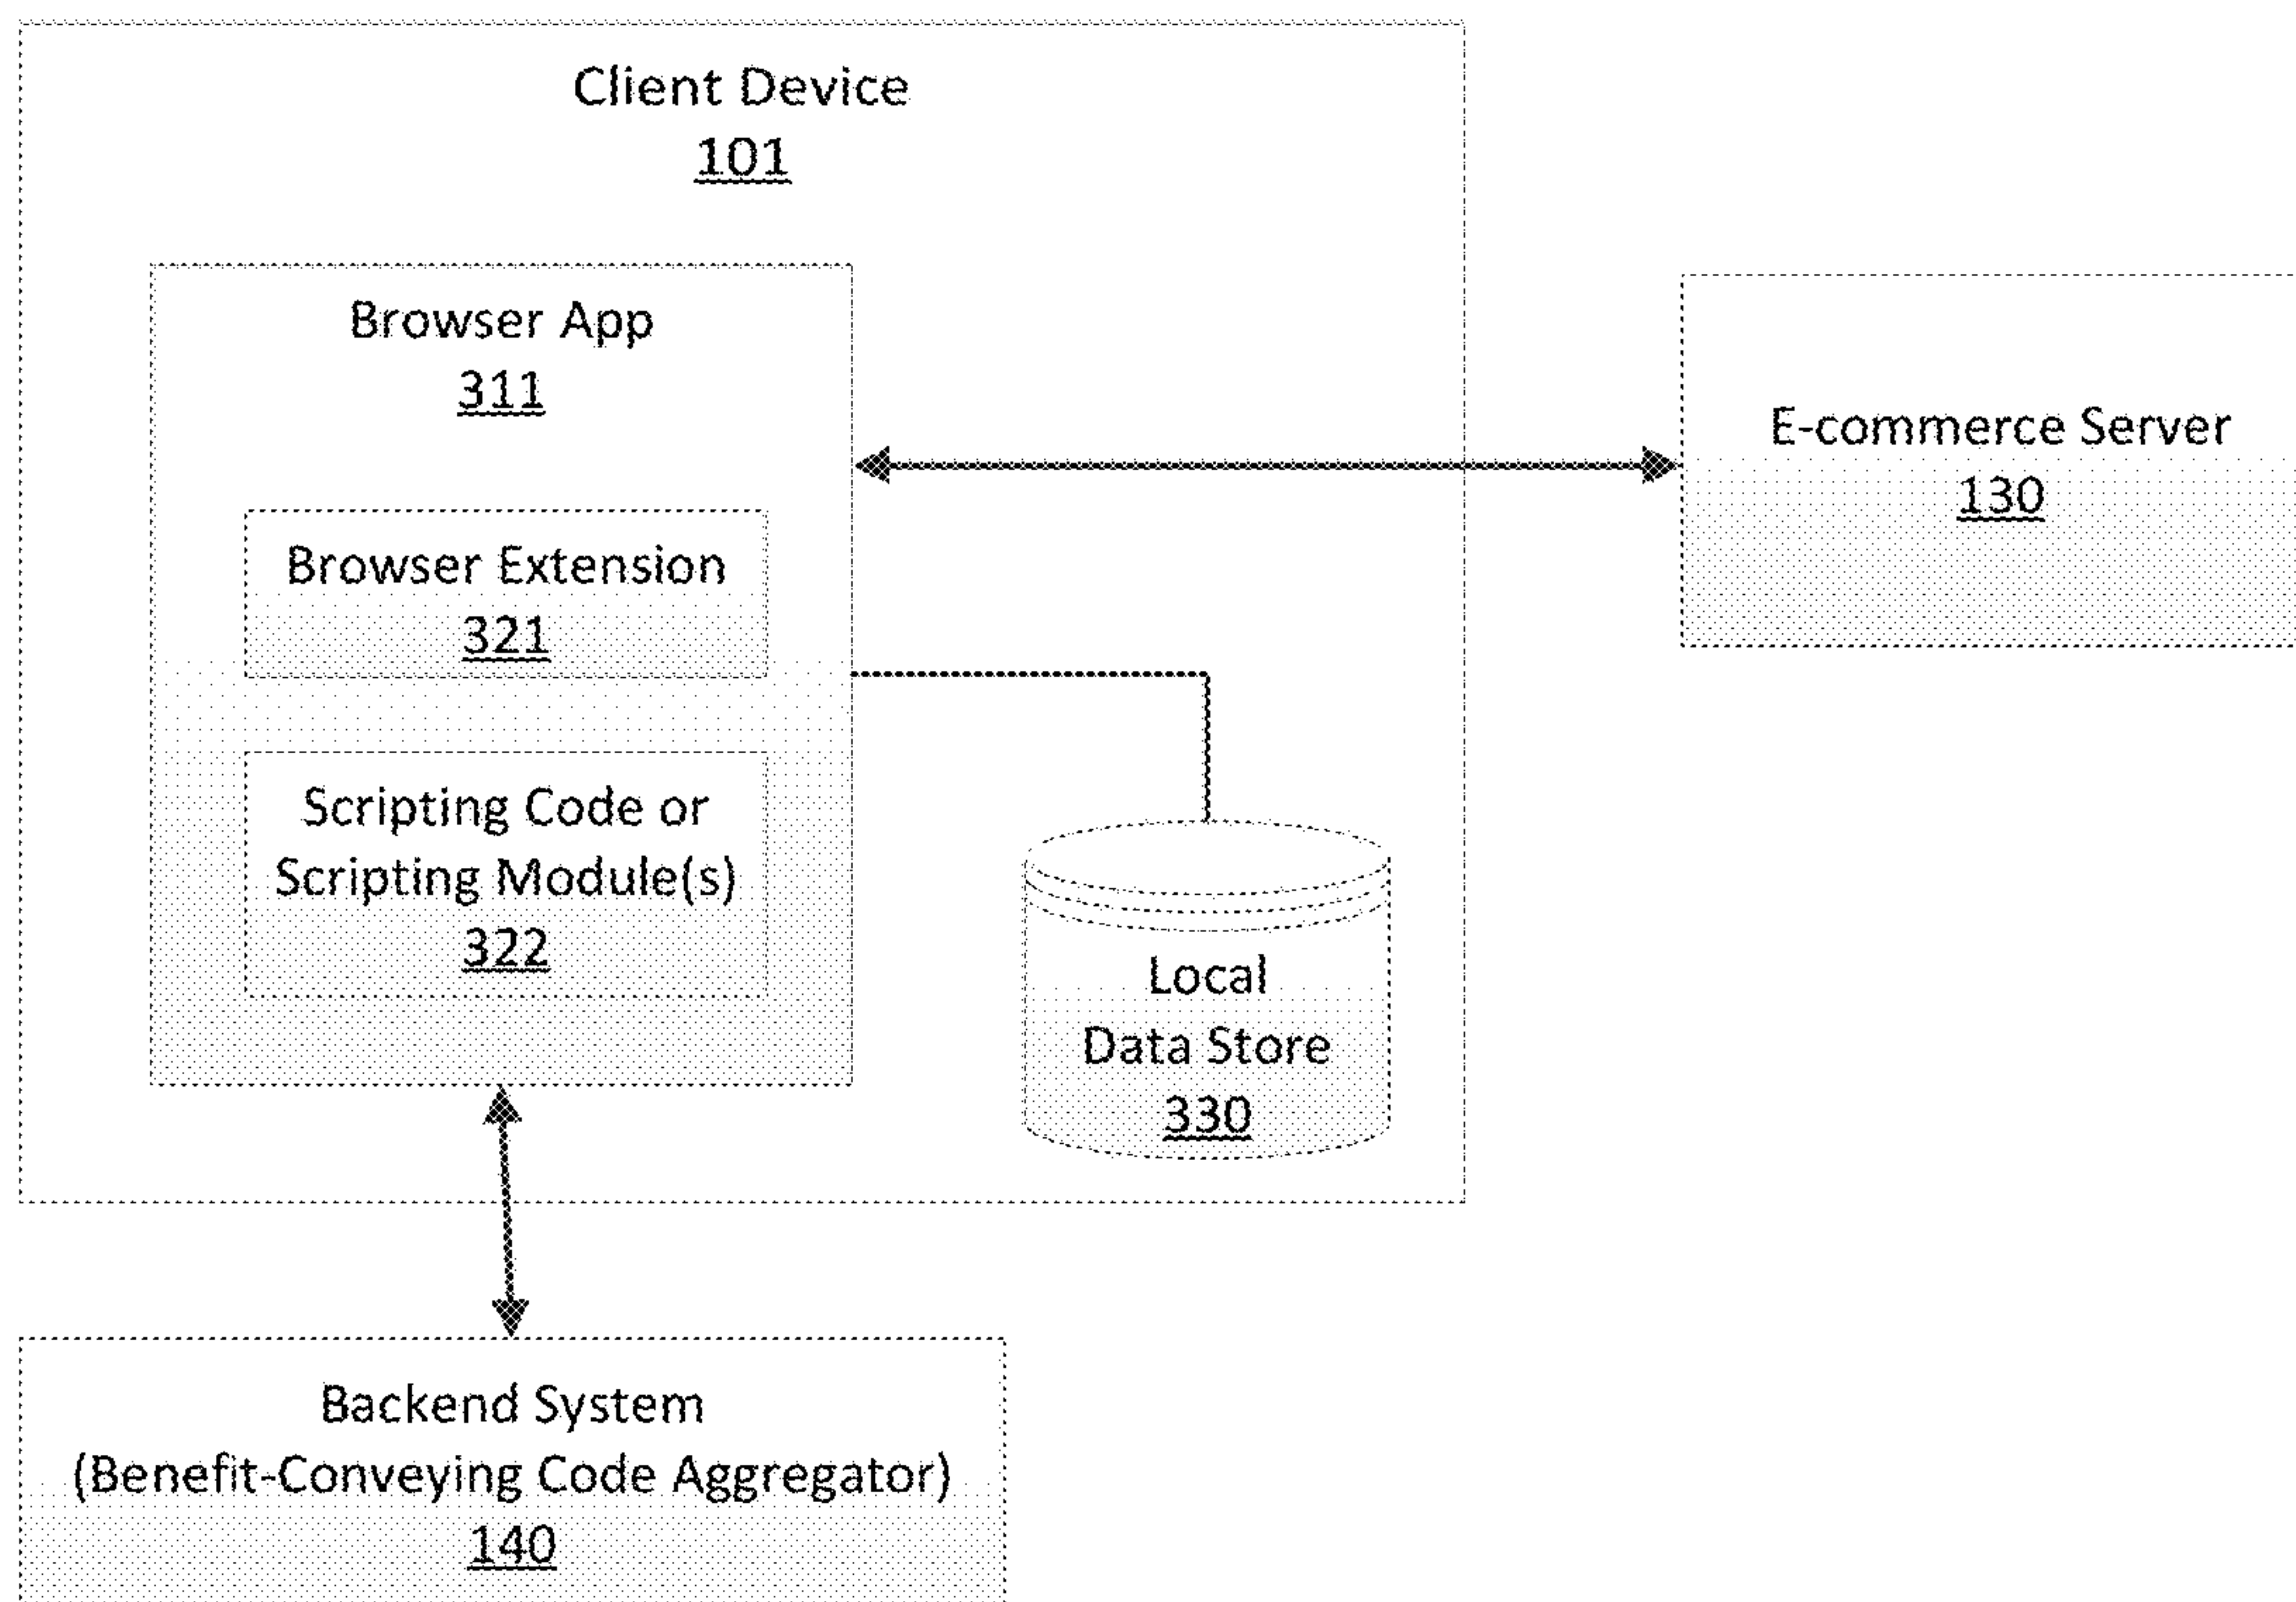 Client Device
101
Browser App
311
Browser Extension
321
Scripting Code or
Scripting Module(s)
322
Local
Data Store
330
E-commerce Server
130
Backend System
(Benefit-Conveying Code Aggregator)
140